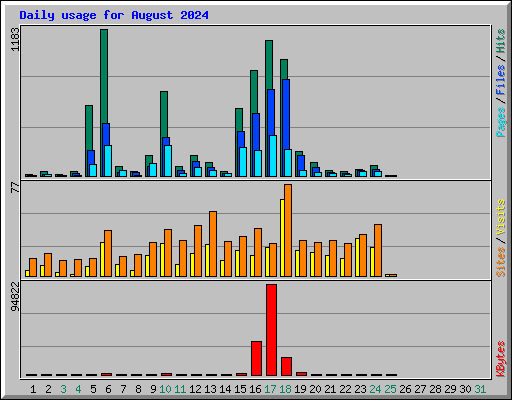 Daily usage for August 2024
1183
Pages / Files / Hits
77
Sites / Visits
94822
KBytes
1 2 3 4 5 6 7 8 9 10 11 12 13 14 15 16 17 18 19 20 21 22 23 24 25 26 27 28 29 30 31